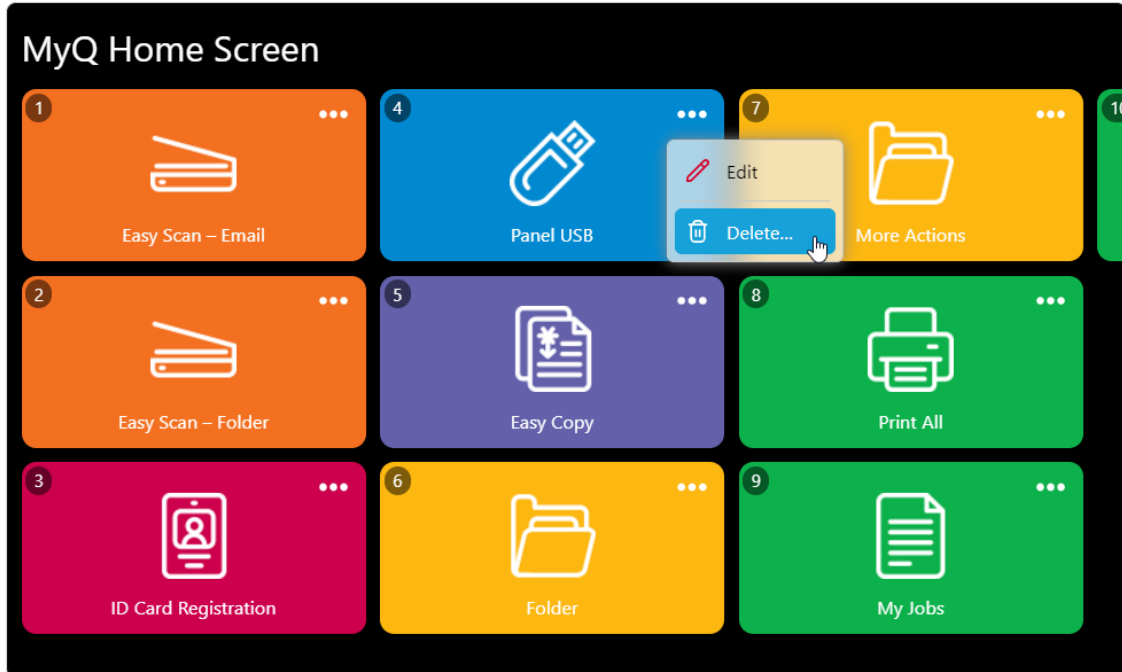 MyQ Home Screen
1
Easy Scan – Email
2
Easy Scan – Folder
3
ID Card Registration
4
Panel USB
Edit
Delete...
5
Easy Copy
6
Folder
7
More Actions
8
Print All
9
My Jobs
10